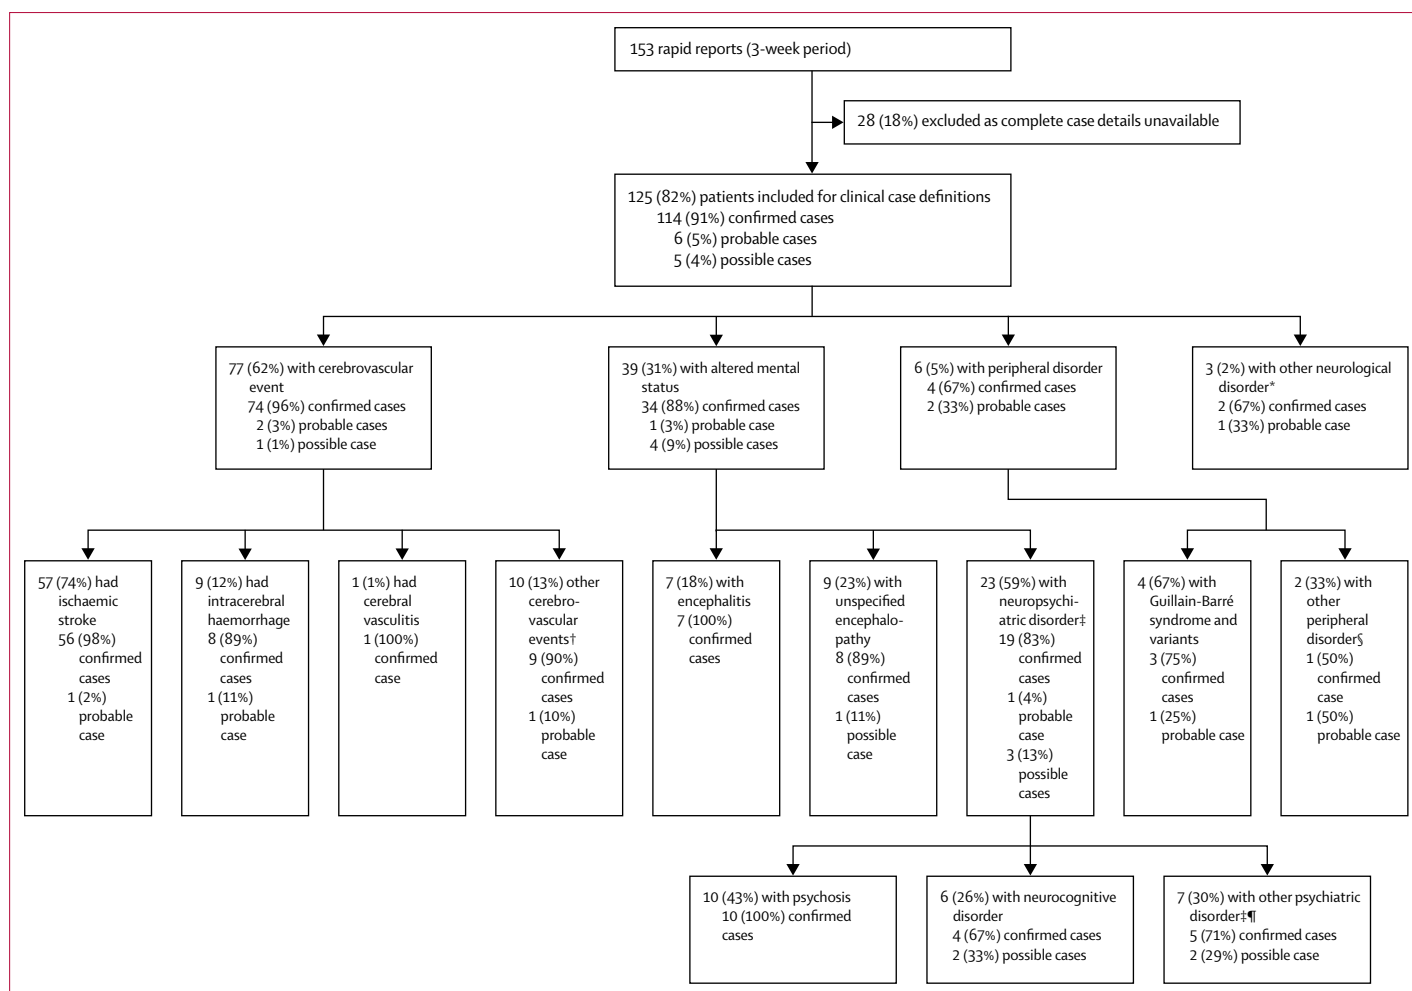 153 rapid reports (3-week period)
28 (18%) excluded as complete case details unavailable
125 (82%) patients included for clinical case definitions
114 (91%) confirmed cases
6 (5%) probable cases
5 (4%) possible cases
77 (62%) with cerebrovascular
event
74 (96%) confirmed cases
2 (3%) probable cases
1 (1%) possible case
39 (31%) with altered mental
status
34 (88%) confirmed cases
1 (3%) probable case
4 (9%) possible cases
6 (5%) with peripheral disorder
4 (67%) confirmed cases
2 (33%) probable cases
3 (2%) with other neurological
disorder*
2 (67%) confirmed cases
1 (33%) probable case
57 (74%) had
ischaemic
stroke
56 (98%)
confirmed
cases
1 (2%)
probable
case
9 (12%) had
intracerebral
haemorrhage
8 (89%)
confirmed
cases
1 (11%)
probable
case
1 (1%) had
cerebral
vasculitis
1 (100%)
confirmed
case
10 (13%) other
cerebro-
vascular
events†
9 (90%)
confirmed
cases
1 (10%)
probable
case
7 (18%) with
encephalitis
7 (100%)
confirmed
cases
9 (23%) with
unspecified
encephalo-
pathy
8 (89%)
confirmed
cases
1 (11%)
possible
case
23 (59%) with
neuropsychi-
atric disorder‡
19 (83%)
confirmed
cases
1 (4%)
probable
case
3 (13%)
possible
cases
4 (67%) with
Guillain-Barré
syndrome and
variants
3 (75%)
confirmed
cases
1 (25%)
probable case
2 (33%) with
other
peripheral
disorder§
1 (50%)
confirmed
case
1 (50%)
probable case
10 (43%) with psychosis
10 (100%) confirmed
cases
6 (26%) with neurocognitive
disorder
4 (67%) confirmed cases
2 (33%) possible cases
7 (30%) with other psychiatric
disorder‡¶
5 (71%) confirmed cases
2 (29%) possible case